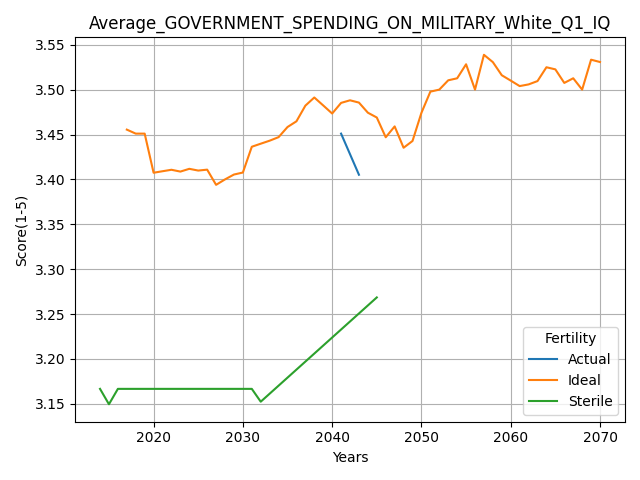 Average_GOVERNMENT_SPENDING_ON_MILITARY_White_Q1_IQ
Score(1-5)
3.55
3.50
3.45
3.40
3.35
3.30
3.25
3.20
3.15
Fertility
Actual
Ideal
Sterile
2020 2030 2040 2050 2060 2070
Years